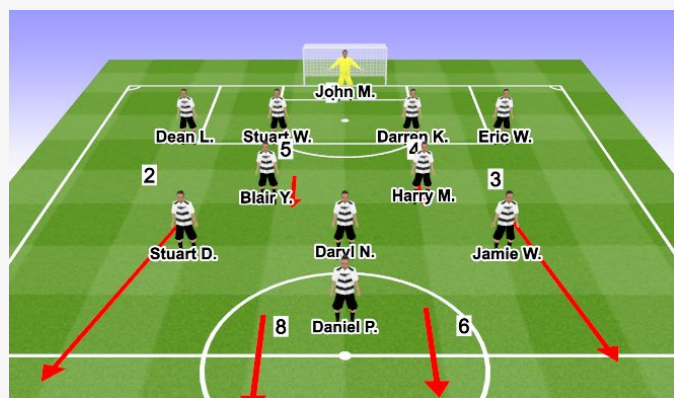 John M.
Dean L.
Stuart W.
Darren K.
Eric W.
5
4
2
3
Blair Y.
Harry M.
Stuart D.
Daryl N.
Jamie W.
8
Daniel P.
6